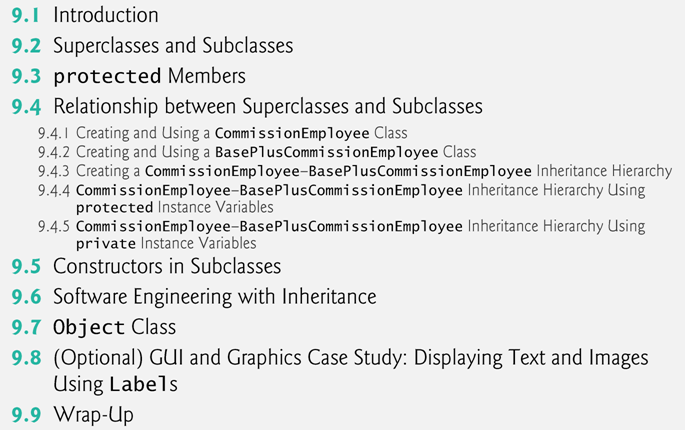 9.1 Introduction
9.2 Superclasses and Subclasses
9.3 protected Members
9.4 Relationship between Superclasses and Subclasses
9.4.1 Creating and Using a CommissionEmployee Class
9.4.2 Creating and Using a BasePlusCommissionEmployee Class
9.4.3 Creating a CommissionEmployee–BasePlusCommissionEmployee Inheritance Hierarchy
9.4.4 CommissionEmployee–BasePlusCommissionEmployee Inheritance Hierarchy Using
protected Instance Variables
9.4.5 CommissionEmployee–BasePlusCommissionEmployee Inheritance Hierarchy Using
private Instance Variables
9.5 Constructors in Subclasses
9.6 Software Engineering with Inheritance
9.7 Object Class
9.8 (Optional) GUI and Graphics Case Study: Displaying Text and Images
Using Labels
9.9 Wrap-Up